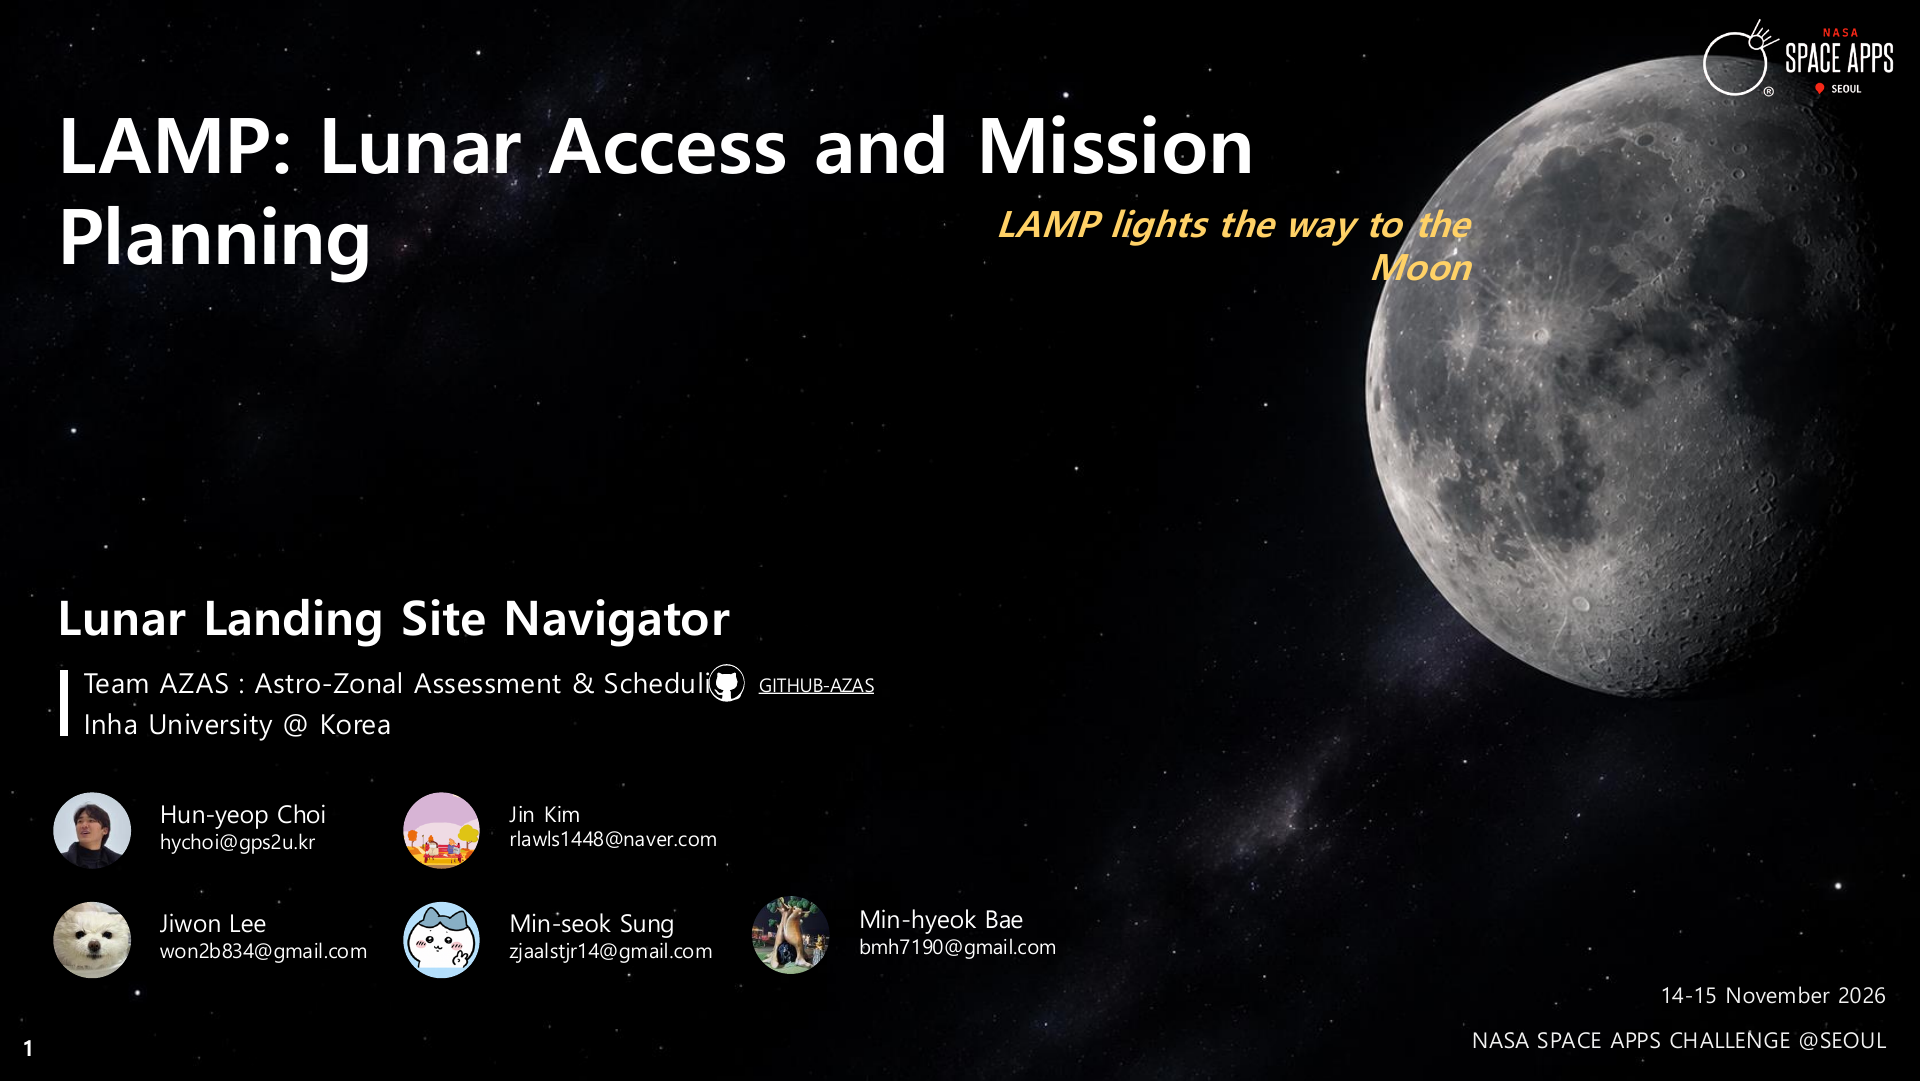 NASA
SPACE APPS
SEOUL
®
LAMP: Lunar Access and Mission
Planning
LAMP lights the way to the
Moon
Lunar Landing Site Navigator
Team AZAS : Astro-Zonal Assessment & Scheduli
GITHUB-AZAS
Inha University @ Korea
Hun-yeop Choi
hychoi@gps2u.kr
Jin Kim
rlawls1448@naver.com
Jiwon Lee
won2b834@gmail.com
Min-seok Sung
zjaalstjr14@gmail.com
Min-hyeok Bae
bmh7190@gmail.com
14-15 November 2026
NASA SPACE APPS CHALLENGE @SEOUL
1